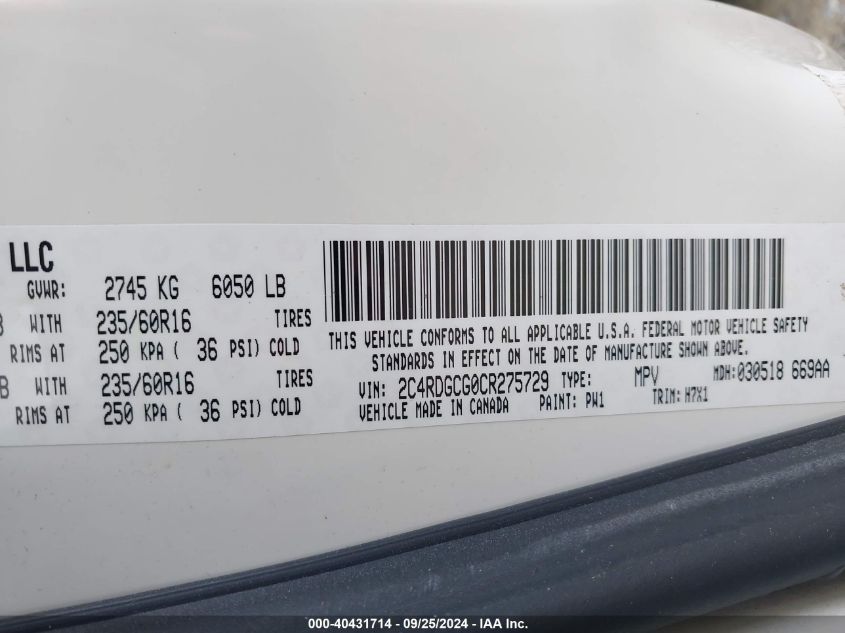 LLC
GVWR: 2745 KG 6050 LB
WITH 235/60R16 TIRES
RIMS AT 250 KPA ( 36 PSI) COLD
B WITH 235/60R16 TIRES
RIMS AT 250 KPA ( 36 PSI) COLD
THIS VEHICLE CONFORMS TO ALL APPLICABLE U.S.A. FEDERAL MOTOR VEHICLE SAFETY
STANDARDS IN EFFECT ON THE DATE OF MANUFACTURE SHOWN ABOVE.
VIN: 2C4RDGCG0CR275729 TYPE: MPV MDH:030518 669AA
VEHICLE MADE IN CANADA PAINT: PW1 TRIM: H7X1
000-40431714 - 09/25/2024 - IAA Inc.